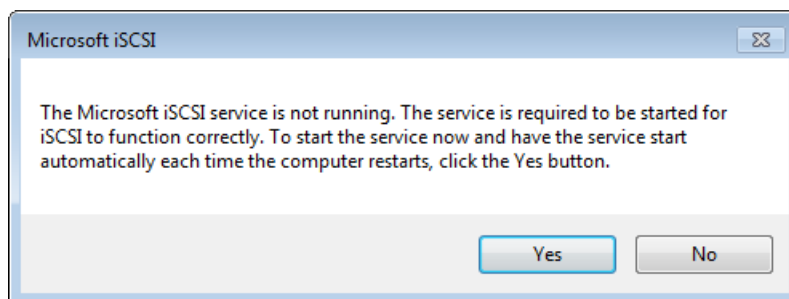 Microsoft iSCSI
The Microsoft iSCSI service is not running. The service is required to be started for
iSCSI to function correctly. To start the service now and have the service start
automatically each time the computer restarts, click the Yes button.
Yes
No